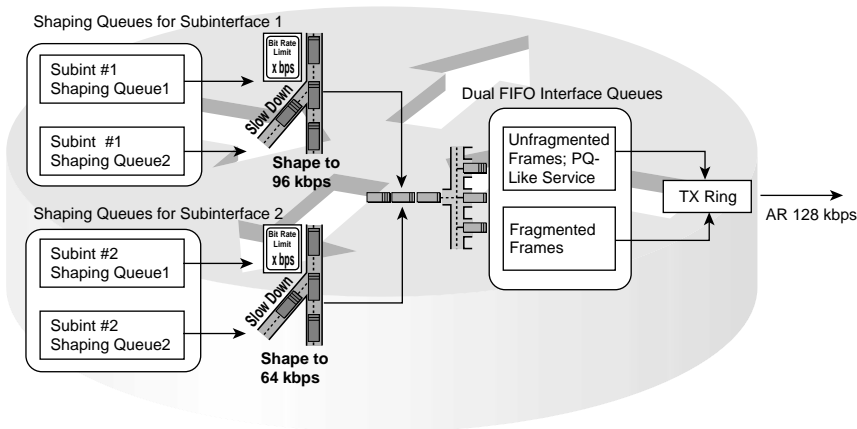 Shaping Queues for Subinterface 1
Subint #1
Shaping Queue1
Subint #1
Shaping Queue2
Bit Rate
Limit
x bps
Slow Down
Shape to
96 kbps
Shaping Queues for Subinterface 2
Subint #2
Shaping Queue1
Subint #2
Shaping Queue2
Bit Rate
Limit
x bps
Slow Down
Shape to
64 kbps
Dual FIFO Interface Queues
Unfragmented
Frames; PQ-
Like Service
Fragmented
Frames
TX Ring
AR 128 kbps